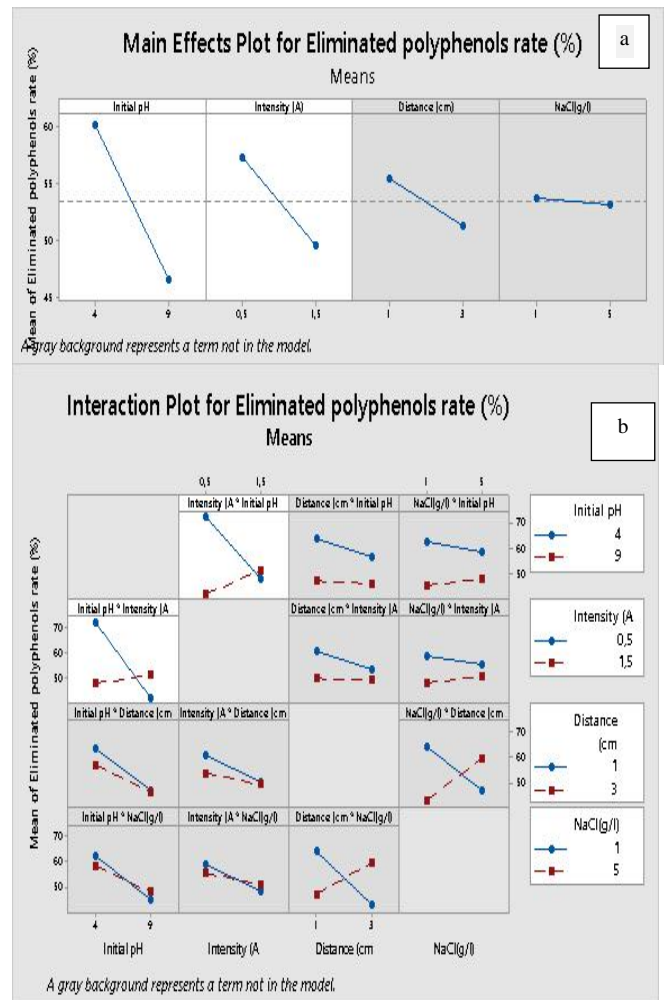 Main Effects Plot for Eliminated polyphenols rate (%)
a
Means
Mean of Eliminated polyphenols rate (%)
Initial pH
Intensity (A)
Distance (cm)
NaCl(g/l)
60
55
50
45
4 9 0,5 1,5 1 3 1 5
A gray background represents a term not in the model.
Interaction Plot for Eliminated polyphenols rate (%)
b
Means
Mean of Eliminated polyphenols rate (%)
0,5 1,5 1 5
Intensity (A * Initial pH
Distance (cm * Initial pH
NaCl(g/l) * Initial pH
70
60
50
Initial pH
4
9
Initial pH * Intensity (A
Distance (cm * Intensity (A
NaCl(g/l) * Intensity (A
70
60
50
Intensity (A
0,5
1,5
Initial pH * Distance (cm
Intensity (A * Distance (cm
NaCl(g/l) * Distance (cm
70
60
50
Distance
(cm
1
3
Initial pH * NaCl(g/l)
Intensity (A * NaCl(g/l)
Distance (cm * NaCl(g/l)
70
60
50
NaCl(g/l)
1
5
4 9 1 3
Initial pH
Intensity (A
Distance (cm
NaCl(g/l)
A gray background represents a term not in the model.